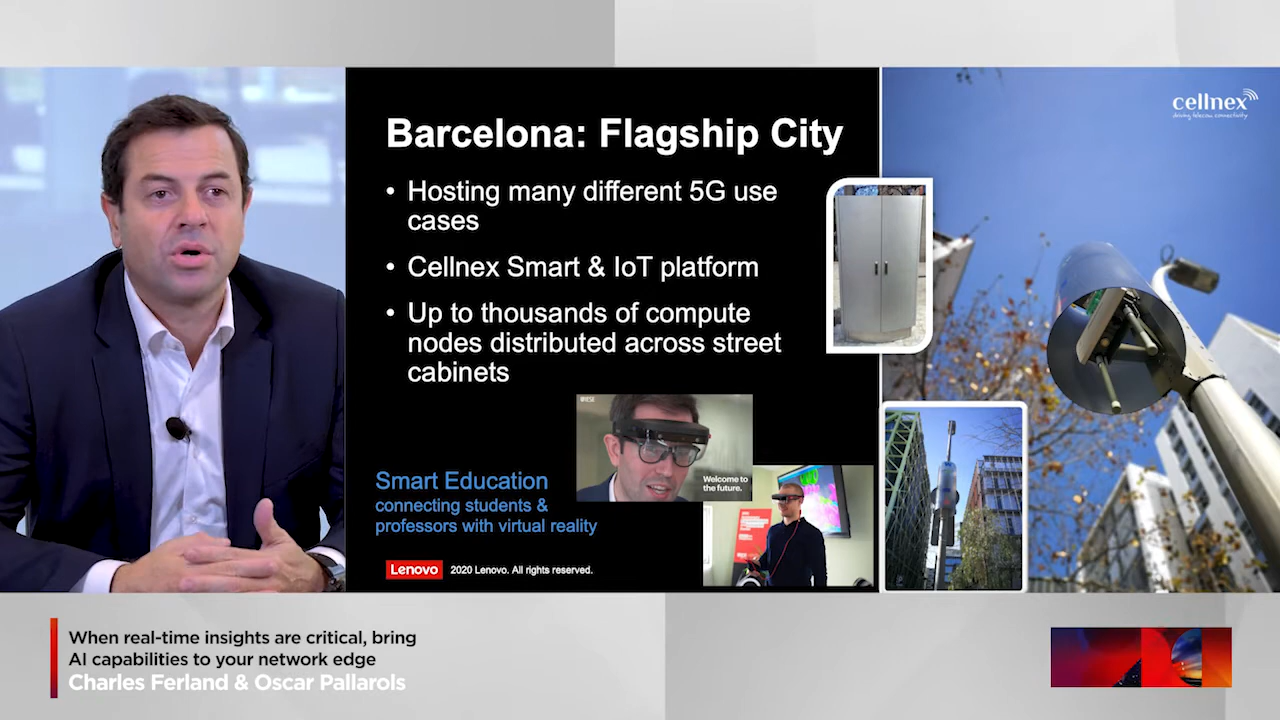 cellnex
driving telecom connectivity
Barcelona: Flagship City
• Hosting many different 5G use
cases
• Cellnex Smart & IoT platform
• Up to thousands of compute
nodes distributed across street
cabinets
Welcome to
the future.
Smart Education
connecting students &
professors with virtual reality
Lenovo
2020 Lenovo. All rights reserved.
When real-time insights are critical, bring
AI capabilities to your network edge
Charles Ferland & Oscar Pallarols